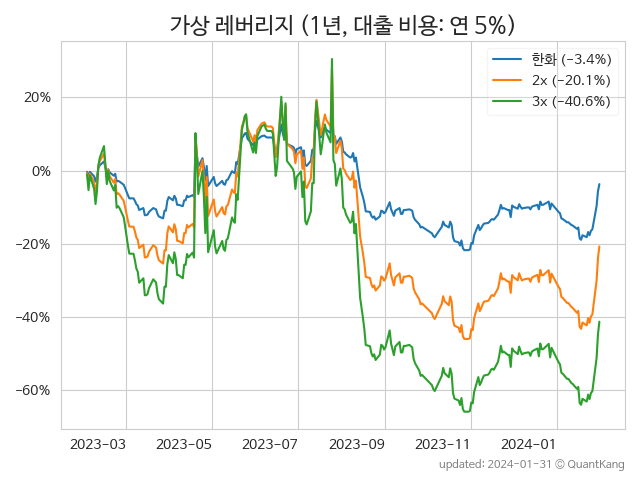 가상 레버리지 (1년, 대출 비용: 연 5%)
한화 (−3.4%)
2x (−20.1%)
3x (−40.6%)
20%
0%
−20%
−40%
−60%
2023−03 2023−05 2023−07 2023−09 2023−11 2024−01
updated: 2024−01−31 © QuantKang